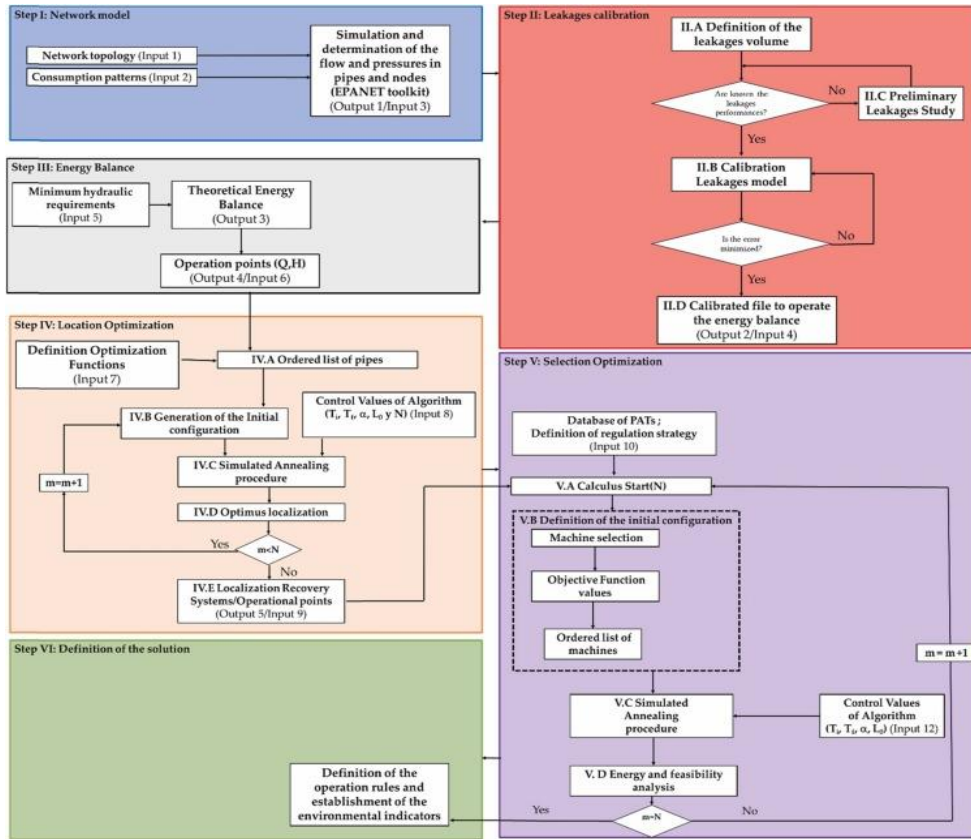 Step I: Network model
Network topology (Input 1)
Consumption patterns (Input 2)
Simulation and
determination of the
flow and pressures in
pipes and nodes
(EPANET toolkit)
(Output 1/Input 3)
Step II: Leakages calibration
II.A Definition of the
leakages volume
Are known the
leakages
performances?
No
II.C Preliminary
Leakages Study
Yes
II.B Calibration
Leakages model
Is the error
minimized?
No
Yes
II.D Calibrated file to operate
the energy balance
(Output 2/Input 4)
Step III: Energy Balance
Minimum hydraulic
requirements
(Input 5)
Theoretical Energy
Balance
(Output 3)
Operation points (Q,H)
(Output 4/Input 6)
Step IV: Location Optimization
Definition Optimization
Functions
(Input 7)
IV.A Ordered list of pipes
IV.B Generation of the Initial
configuration
Control Values of Algorithm
(Tᵢ, Tf, α, L₀ y N) (Input 8)
IV.C Simulated Annealing
procedure
m=m+1
IV.D Optimus localization
Yes
m<N
No
IV.E Localization Recovery
Systems/Operational points
(Output 5/Input 9)
Step V: Selection Optimization
Database of PATs ;
Definition of regulation strategy
(Input 10)
V.A Calculus Start(N)
V.B Definition of the initial configuration
Machine selection
Objective Function
values
Ordered list of
machines
m= m+1
V.C Simulated
Annealing
procedure
Control Values
of Algorithm
(Tᵢ, Tf, α, L₀) (Input 12)
V. D Energy and feasibility
analysis
Yes
m=N
No
Step VI: Definition of the solution
Definition of the
operation rules and
establishment of the
environmental indicators